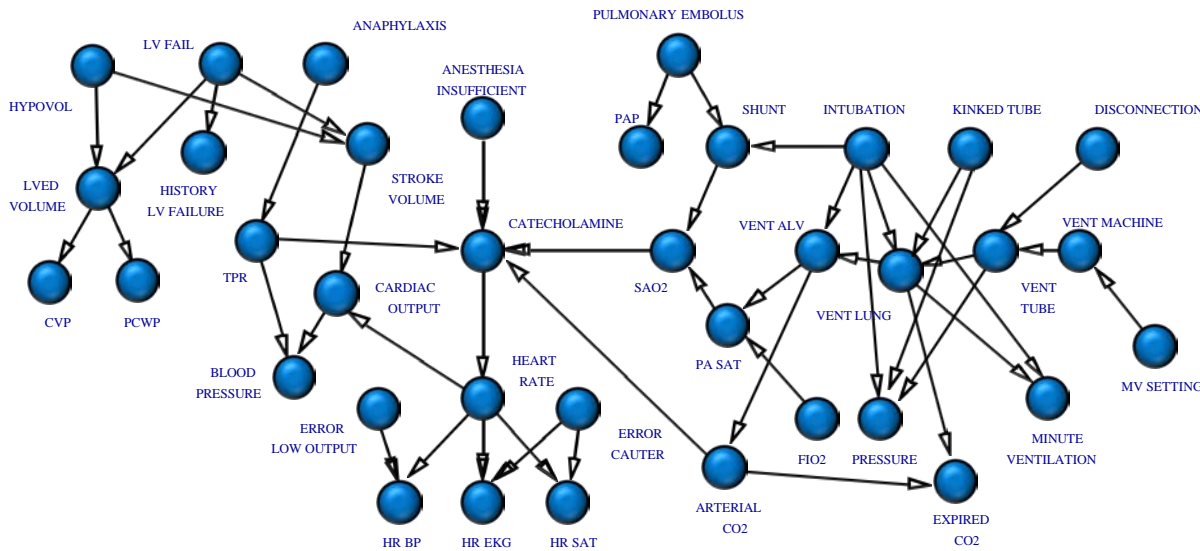 PULMONARY EMBOLUS
ANAPHYLAXIS
LV FAIL
ANESTHESIA
INSUFFICIENT
HYPOVOL
PAP
SHUNT
INTUBATION
KINKED TUBE
DISCONNECTION
LVED
VOLUME
HISTORY
LV FAILURE
STROKE
VOLUME
CATECHOLAMINE
VENT ALV
VENT MACHINE
TPR
CARDIAC
OUTPUT
SAO2
VENT
TUBE
VENT LUNG
CVP
PCWP
BLOOD
PRESSURE
HEART
RATE
PA SAT
MV SETTING
ERROR
LOW OUTPUT
ERROR
CAUTER
FIO2
PRESSURE
MINUTE
VENTILATION
ARTERIAL
CO2
EXPIRED
CO2
HR BP
HR EKG
HR SAT